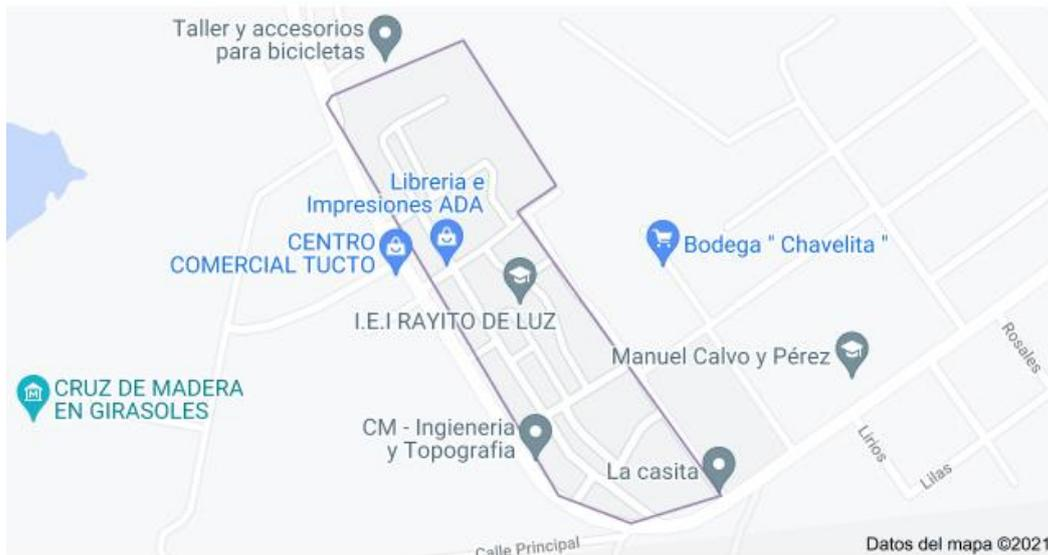 Taller y accesorios
para bicicletas
Libreria e
Impresiones ADA
CENTRO
COMERCIAL TUCTO
Bodega " Chavelita "
I.E.I RAYITO DE LUZ
Manuel Calvo y Pérez
Rosales
CRUZ DE MADERA
EN GIRASOLES
CM - Ingieneria
y Topografia
La casita
Lirios
Lilas
Calle Principal
Datos del mapa ©2021